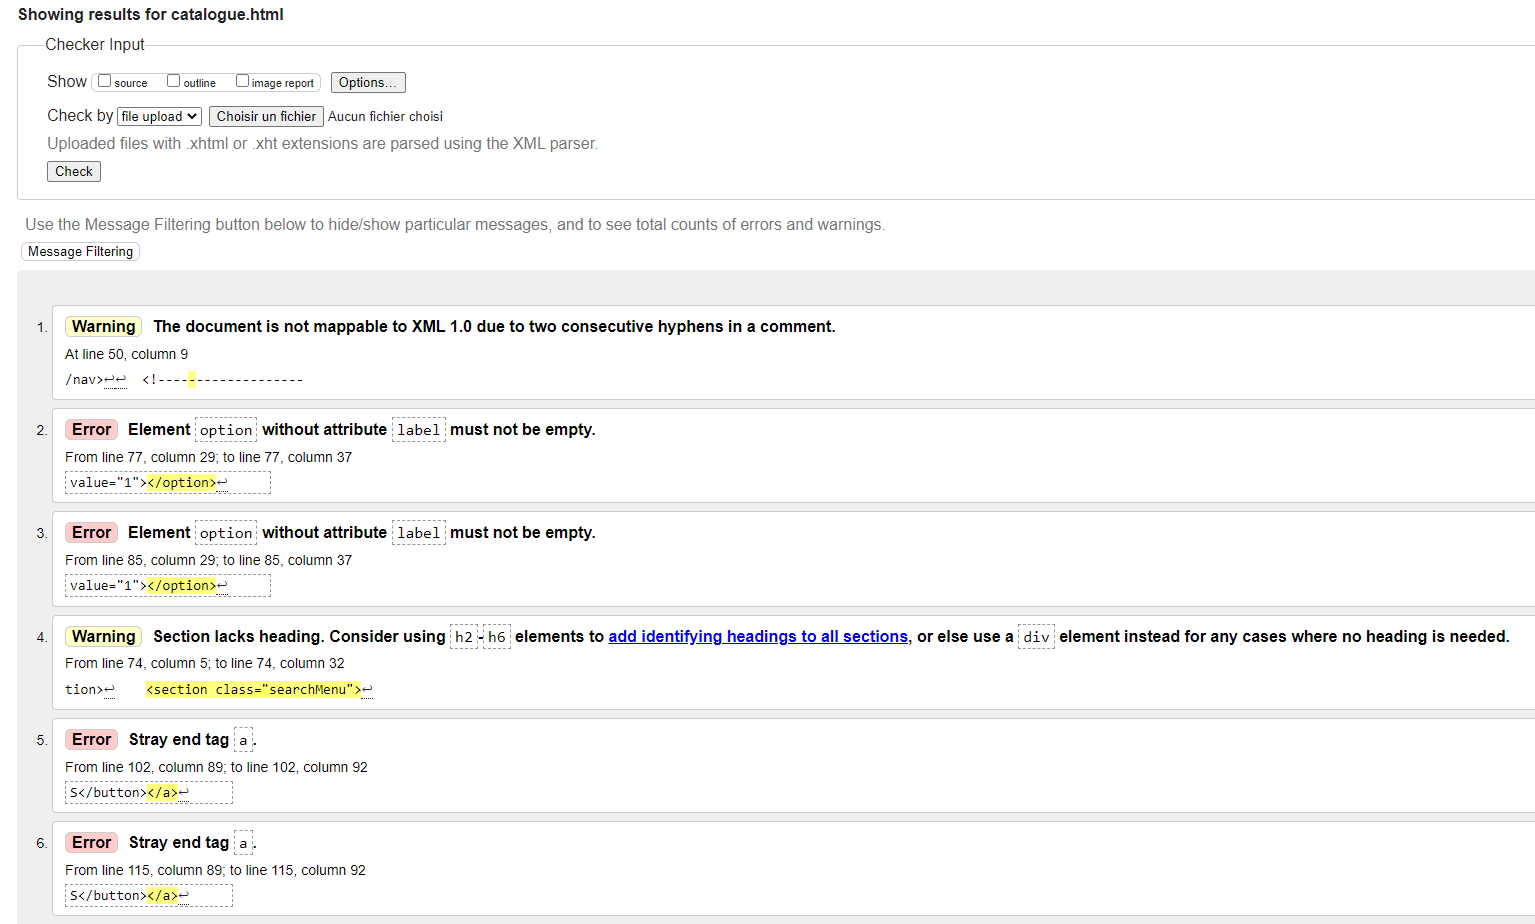 Showing results for catalogue.html
Checker Input
Show source outline image report Options...
Check by file upload Choisir un fichier Aucun fichier choisi
Uploaded files with .xhtml or .xht extensions are parsed using the XML parser.
Check
Use the Message Filtering button below to hide/show particular messages, and to see total counts of errors and warnings.
Message Filtering
1. Warning The document is not mappable to XML 1.0 due to two consecutive hyphens in a comment.
At line 50, column 9
/nav>↩↩ <!-----------------
2. Error Element option without attribute label must not be empty.
From line 77, column 29; to line 77, column 37
value="1"></option>↩
3. Error Element option without attribute label must not be empty.
From line 85, column 29; to line 85, column 37
value="1"></option>↩
4. Warning Section lacks heading. Consider using h2-h6 elements to add identifying headings to all sections, or else use a div element instead for any cases where no heading is needed.
From line 74, column 5; to line 74, column 32
tion>↩ <section class="searchMenu">↩
5. Error Stray end tag a.
From line 102, column 89; to line 102, column 92
S</button></a>↩
6. Error Stray end tag a.
From line 115, column 89; to line 115, column 92
S</button></a>↩